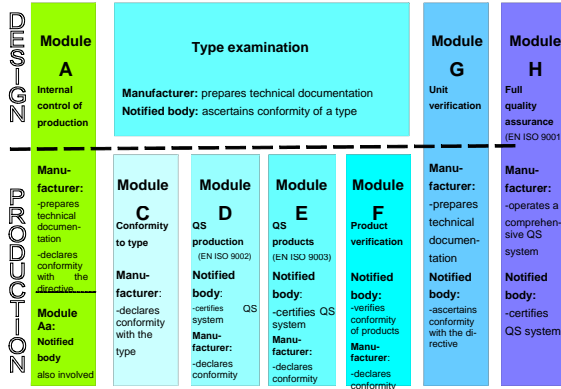 DESIGN
Module
A
Internal
control of
production
Type examination
Manufacturer: prepares technical documentation
Notified body: ascertains conformity of a type
Module
G
Unit
verification
Module
H
Full
quality
assurance
(EN ISO 9001
PRODUCTION
Manu-
facturer:
-prepares
technical
documen-
tation
-declares
conformity
with the
directive
Module
Aa:
Notified
body
also involved
Module
C
Conformity
to type
Manu-
facturer:
-declares
conformity
with the
type
Module
D
QS
production
(EN ISO 9002)
Notified
body:
-certifies QS
system
Manu-
facturer:
-declares
conformity
Module
E
QS
products
(EN ISO 9003)
Notified
body:
-certifies QS
system
Manu-
facturer:
-declares
conformity
Module
F
Product
verification
Notified
body:
-verifies
conformity
of products
Manu-
facturer:
-declares
conformity
Manu-
facturer:
-prepares
technical
documen-
tation
Notified
body:
-ascertains
conformity
with the di-
rective
Manu-
facturer:
-operates a
comprehen-
sive QS
system
Notified
body:
-certifies
QS system